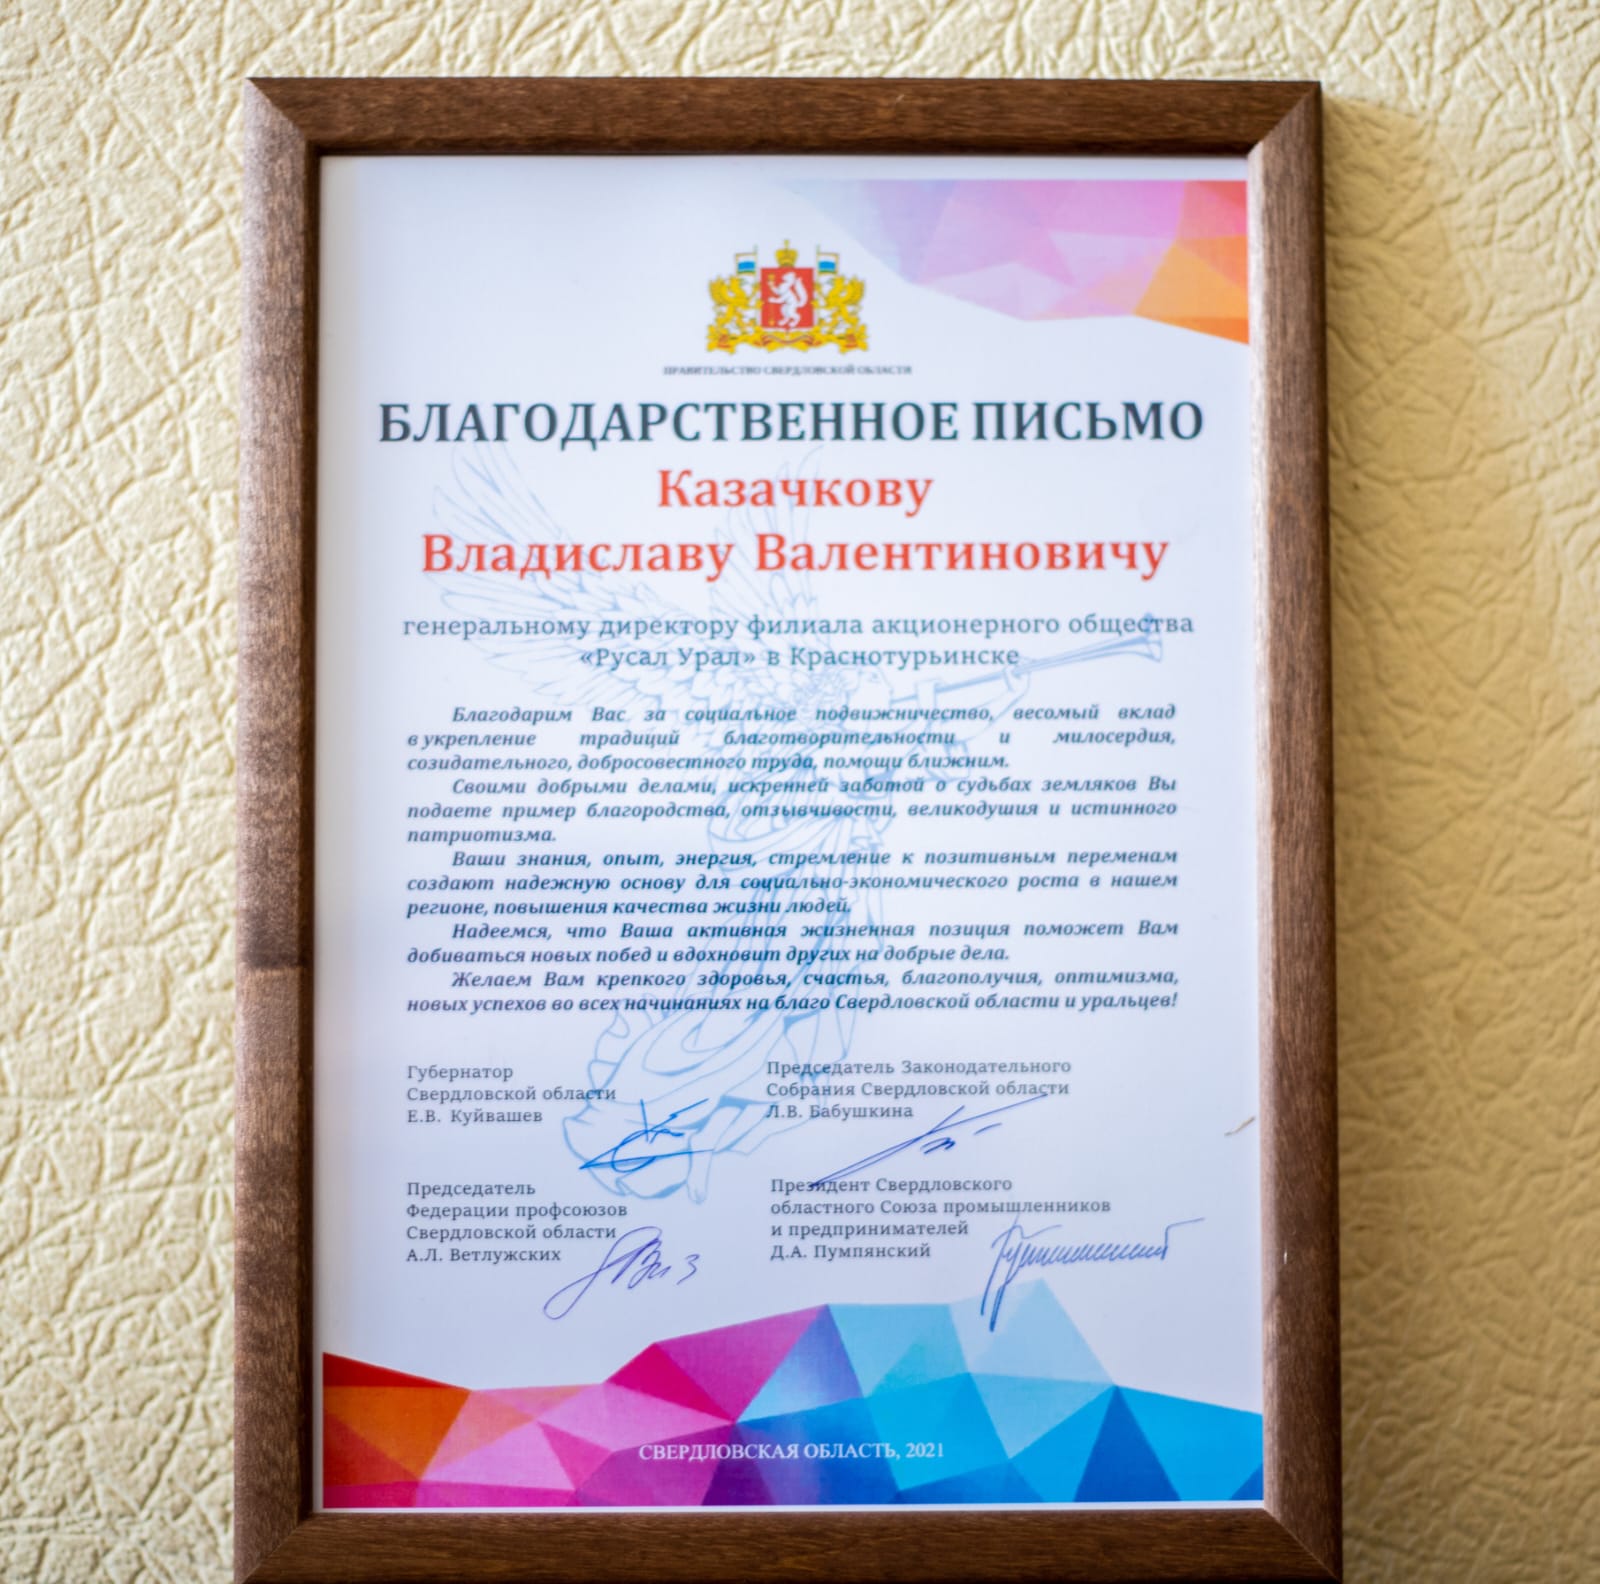 ПРАВИТЕЛЬСТВО СВЕРДЛОВСКОЙ ОБЛАСТИ
БЛАГОДАРСТВЕННОЕ ПИСЬМО
Казачкову
Владиславу Валентиновичу
генеральному директору филиала акционерного общества
«Русал Урал» в Краснотурьинске
Благодарим Вас за социальное подвижничество, весомый вклад
в укрепление традиций благотворительности и милосердия,
созидательного, добросовестного труда, помощи ближним.
Своими добрыми делами, искренней заботой о судьбах земляков Вы
подаете пример благородства, отзывчивости, великодушия и истинного
патриотизма.
Ваши знания, опыт, энергия, стремление к позитивным переменам
создают надежную основу для социально-экономического роста в нашем
регионе, повышения качества жизни людей.
Надеемся, что Ваша активная жизненная позиция поможет Вам
добиваться новых побед и вдохновит других на добрые дела.
Желаем Вам крепкого здоровья, счастья, благополучия, оптимизма,
новых успехов во всех начинаниях на благо Свердловской области и уральцев!
Губернатор
Свердловской области
Е.В. Куйвашев
Председатель Законодательного
Собрания Свердловской области
Л.В. Бабушкина
Председатель
Федерации профсоюзов
Свердловской области
А.Л. Ветлужских
Президент Свердловского
областного Союза промышленников
и предпринимателей
Д.А. Пумпянский
СВЕРДЛОВСКАЯ ОБЛАСТЬ, 2021